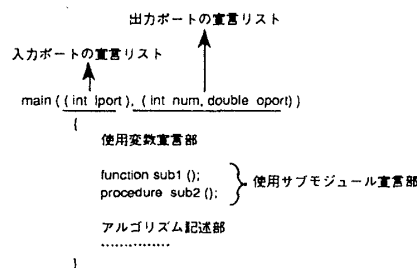 出力ポートの宣言リスト
入力ポートの宣言リスト
main ( ( int iport ), ( int num, double oport) )
{
使用変数宣言部
function sub1 ();
procedure sub2 ();
使用サブモジュール宣言部
アルゴリズム記述部
...............
}